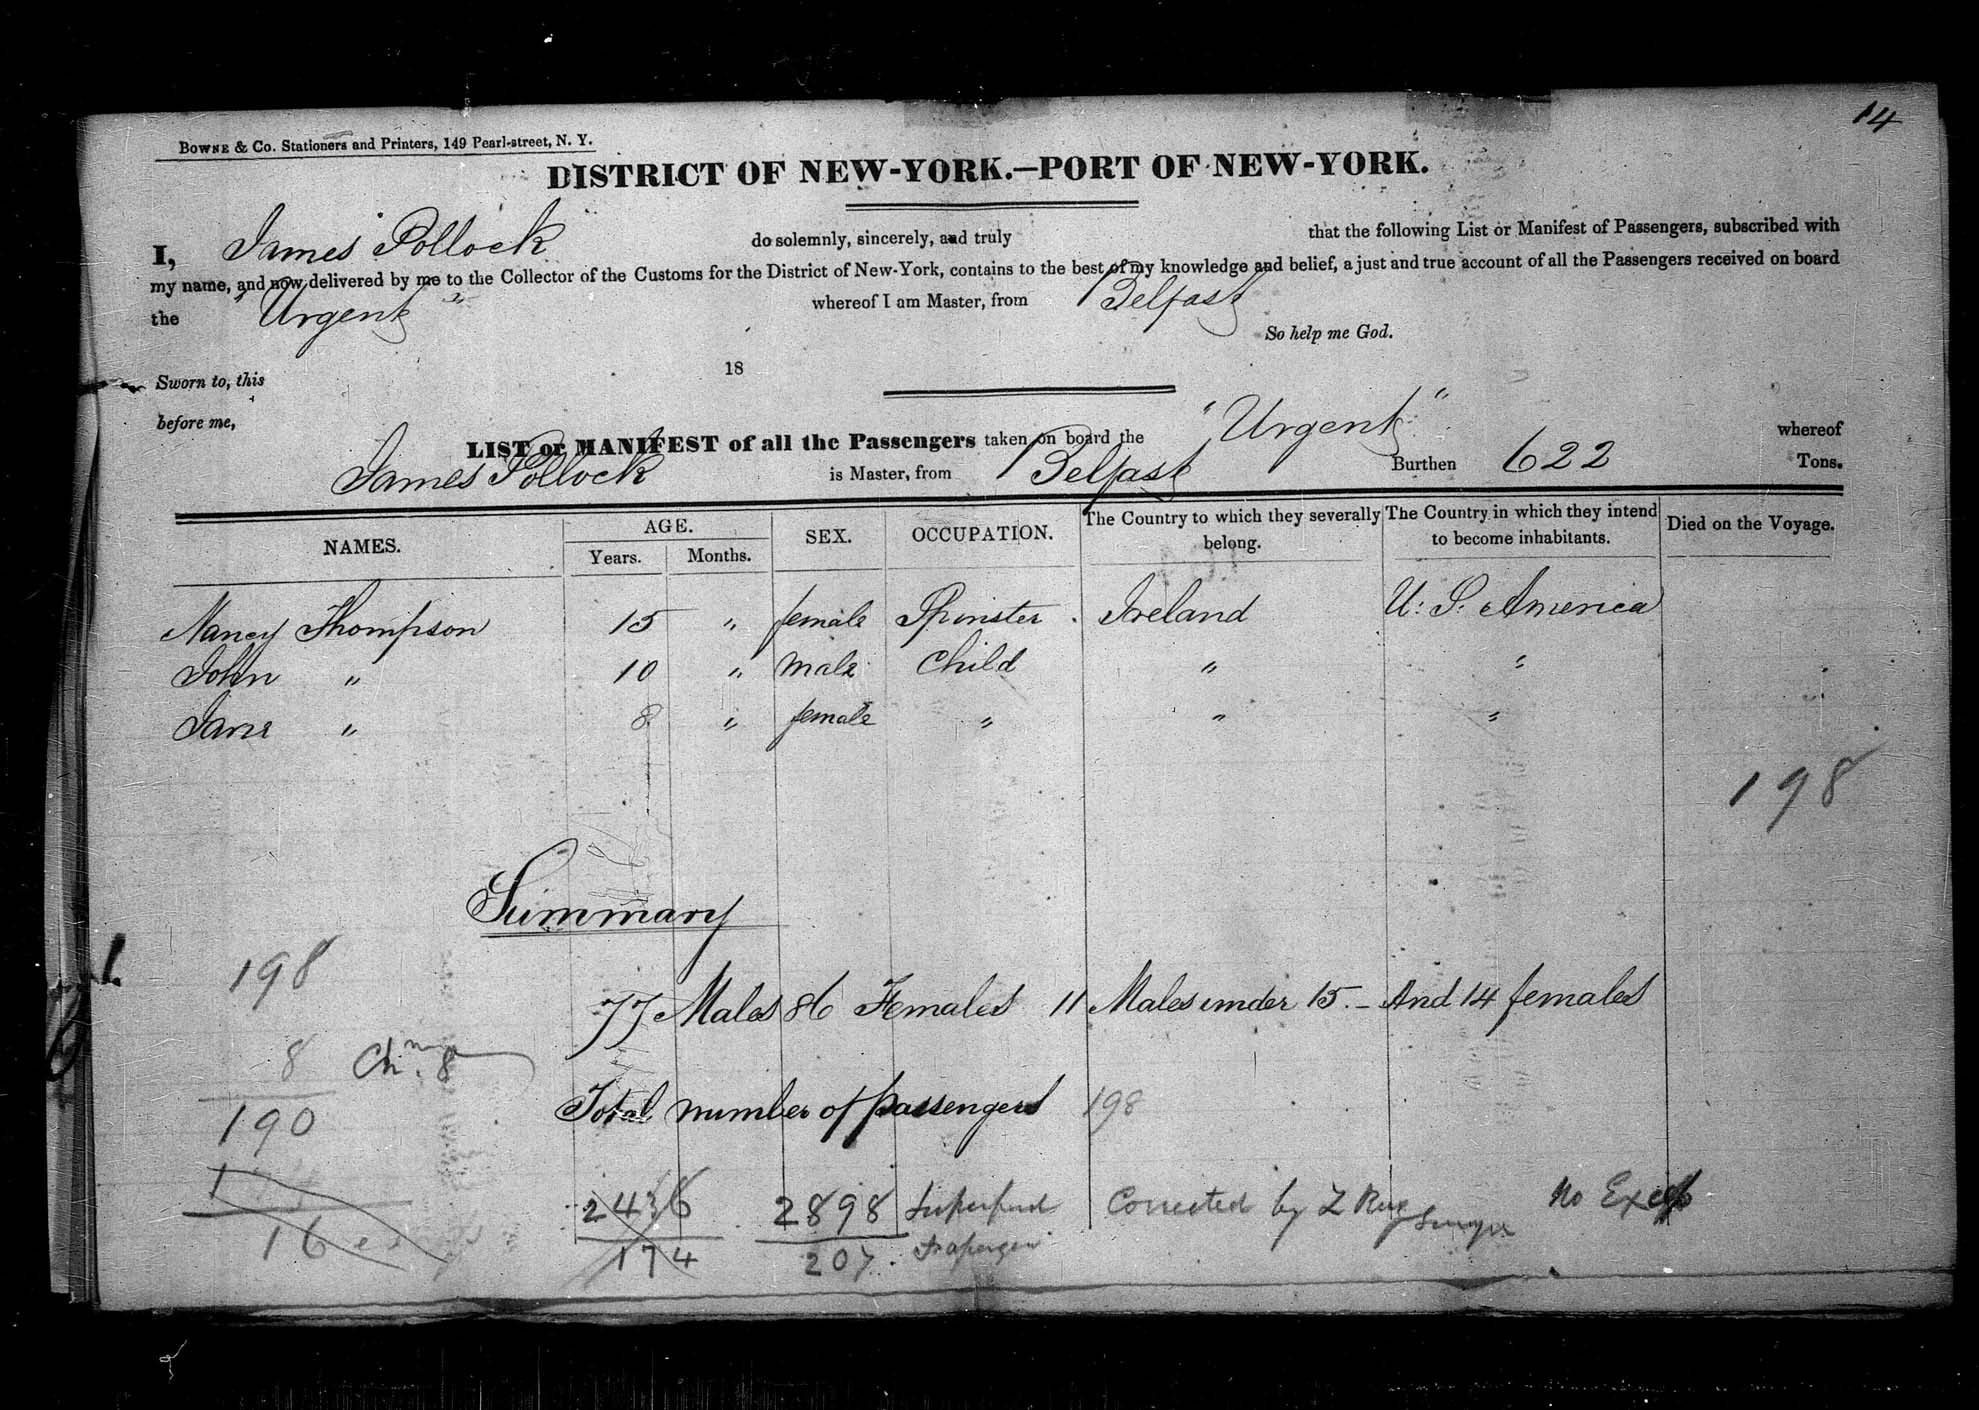 14
BOWNE & CO. Stationers and Printers, 149 Pearl-street, N. Y.
DISTRICT OF NEW-YORK.—PORT OF NEW-YORK.
I, James Pollock do solemnly, sincerely, and truly that the following List or Manifest of Passengers, subscribed with
my name, and now delivered by me to the Collector of the Customs for the District of New-York, contains to the best of my knowledge and belief, a just and true account of all the Passengers received on board
the "Urgent" whereof I am Master, from Belfast
So help me God.
Sworn to, this 18
before me,
LIST or MANIFEST of all the Passengers taken on board the "Urgent" whereof
James Pollock is Master, from Belfast Burthen 622 Tons.
NAMES. AGE. Years. Months. SEX. OCCUPATION. The Country to which they severally belong. The Country in which they intend to become inhabitants. Died on the Voyage.
Nancy Thompson 15 " female Spinster Ireland U. S. America
John " 10 " male Child " "
Jane " 8 " female " " "
198
Summary
198
77 Males 86 Females 11 Males under 15. — And 14 females
8 Chn. 8
190
Total number of passengers 198
2436 2898 Corrected by No
174 207
16